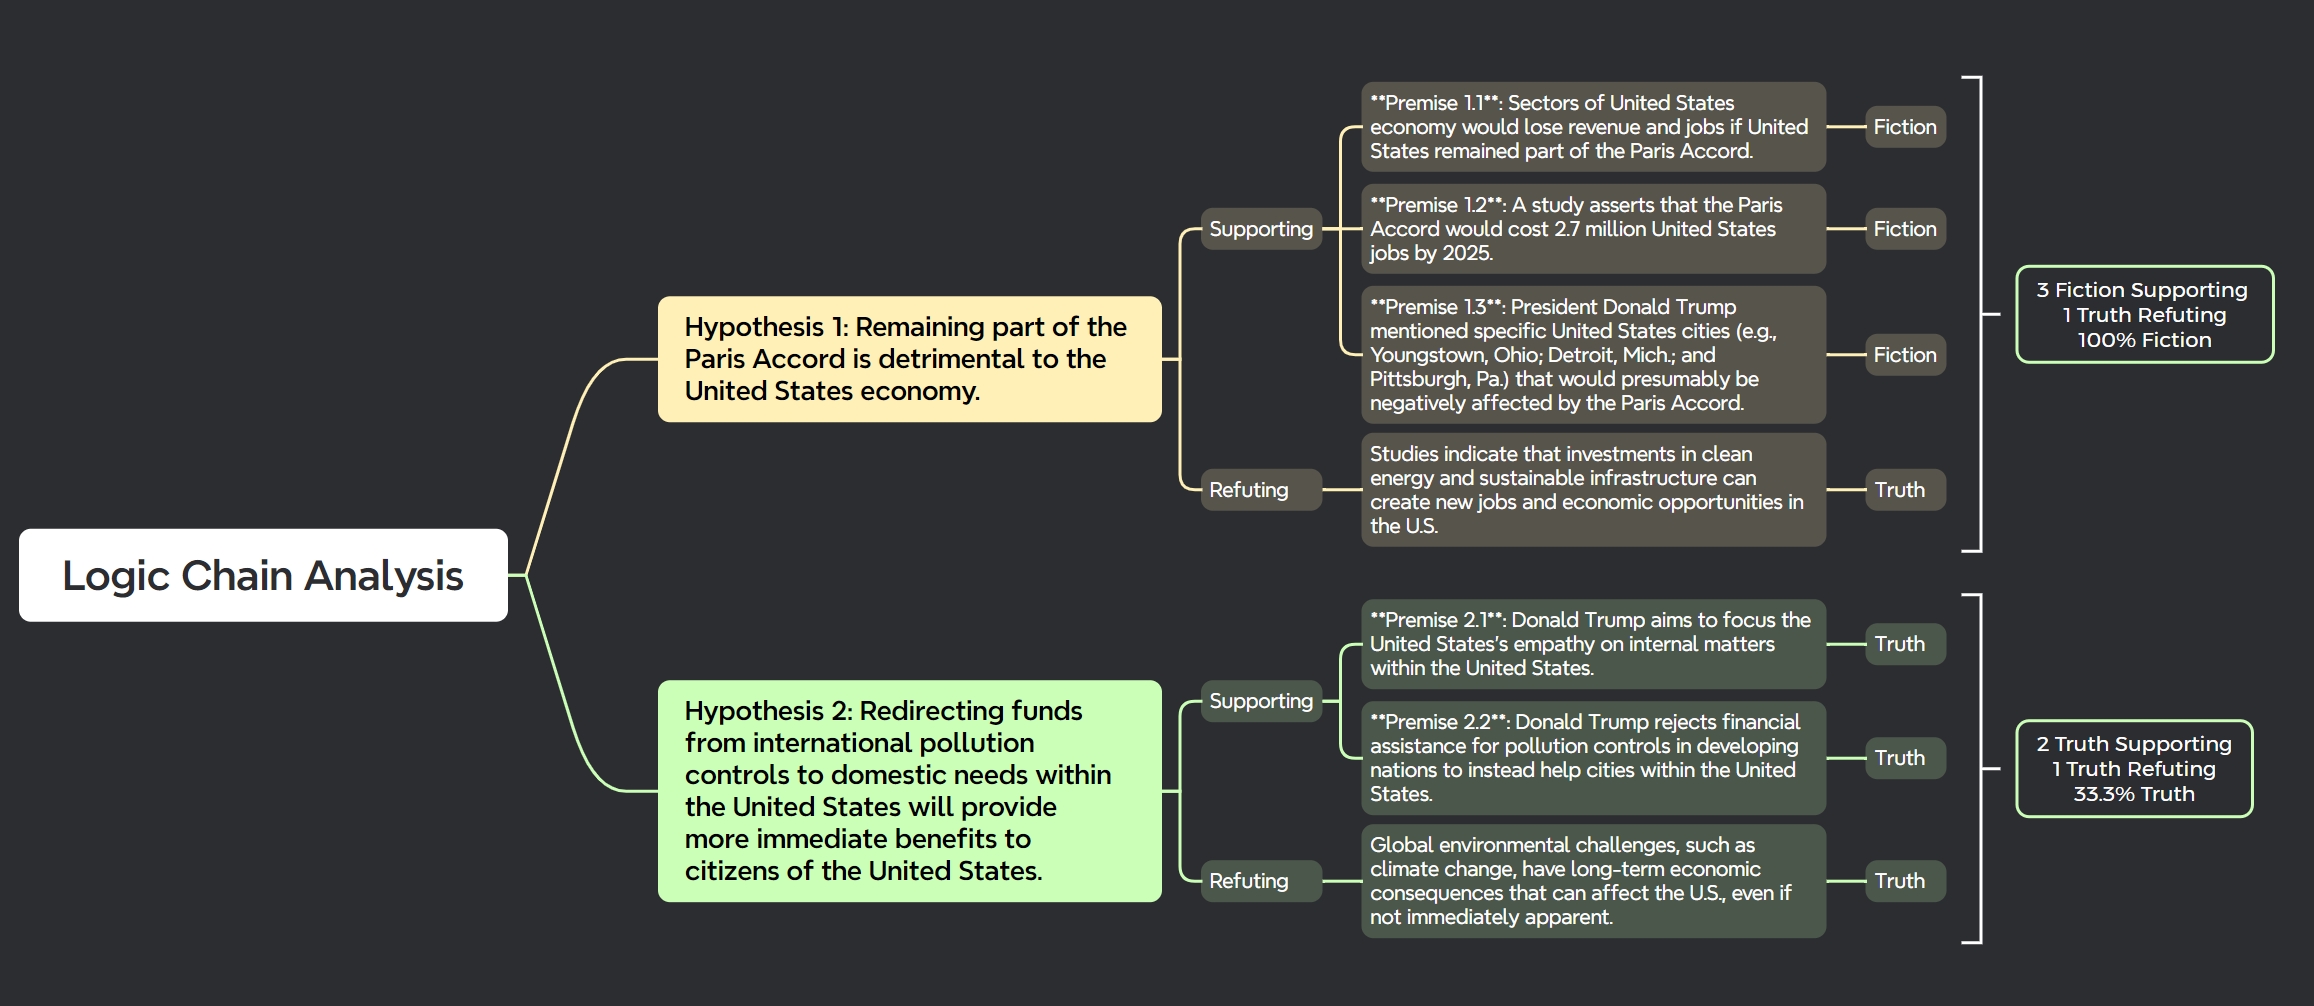 Logic Chain Analysis
Hypothesis 1: Remaining part of the
Paris Accord is detrimental to the
United States economy.
Supporting
**Premise 1.1**: Sectors of United States
economy would lose revenue and jobs if United
States remained part of the Paris Accord.
Fiction
**Premise 1.2**: A study asserts that the Paris
Accord would cost 2.7 million United States
jobs by 2025.
Fiction
**Premise 1.3**: President Donald Trump
mentioned specific United States cities (e.g.,
Youngstown, Ohio; Detroit, Mich.; and
Pittsburgh, Pa.) that would presumably be
negatively affected by the Paris Accord.
Fiction
Refuting
Studies indicate that investments in clean
energy and sustainable infrastructure can
create new jobs and economic opportunities in
the U.S.
Truth
3 Fiction Supporting
1 Truth Refuting
100% Fiction
Hypothesis 2: Redirecting funds
from international pollution
controls to domestic needs within
the United States will provide
more immediate benefits to
citizens of the United States.
Supporting
**Premise 2.1**: Donald Trump aims to focus the
United States's empathy on internal matters
within the United States.
Truth
**Premise 2.2**: Donald Trump rejects financial
assistance for pollution controls in developing
nations to instead help cities within the United
States.
Truth
Refuting
Global environmental challenges, such as
climate change, have long-term economic
consequences that can affect the U.S., even if
not immediately apparent.
Truth
2 Truth Supporting
1 Truth Refuting
33.3% Truth